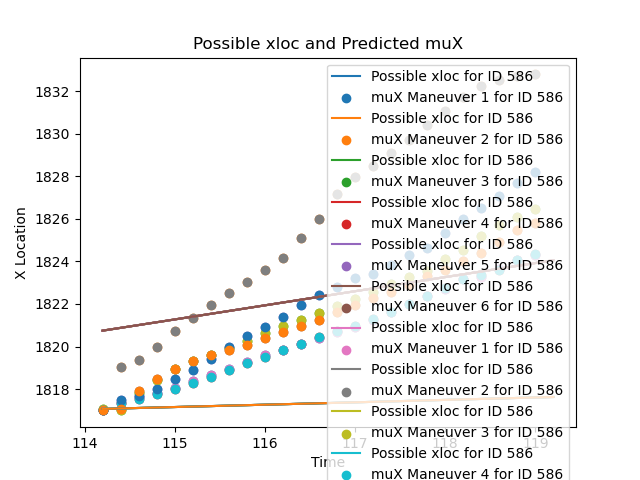 Possible xloc and Predicted muX
X Location
1832
1830
1828
1826
1824
1822
1820
1818
114
115
116
117
118
119
Time
Possible xloc for ID 586
muX Maneuver 1 for ID 586
Possible xloc for ID 586
muX Maneuver 2 for ID 586
Possible xloc for ID 586
muX Maneuver 3 for ID 586
Possible xloc for ID 586
muX Maneuver 4 for ID 586
Possible xloc for ID 586
muX Maneuver 5 for ID 586
Possible xloc for ID 586
muX Maneuver 6 for ID 586
Possible xloc for ID 586
muX Maneuver 1 for ID 586
Possible xloc for ID 586
muX Maneuver 2 for ID 586
Possible xloc for ID 586
muX Maneuver 3 for ID 586
Possible xloc for ID 586
muX Maneuver 4 for ID 586